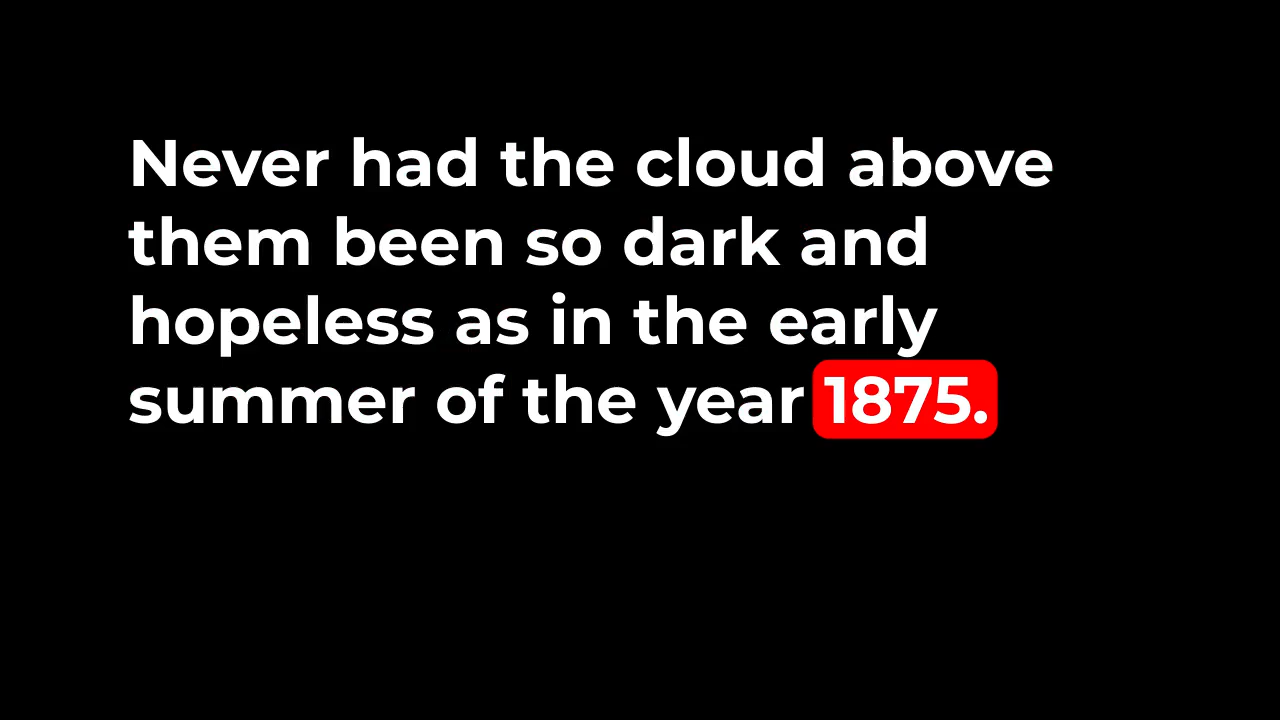 Never had the cloud above
them been so dark and
hopeless as in the early
summer of the year 1875.